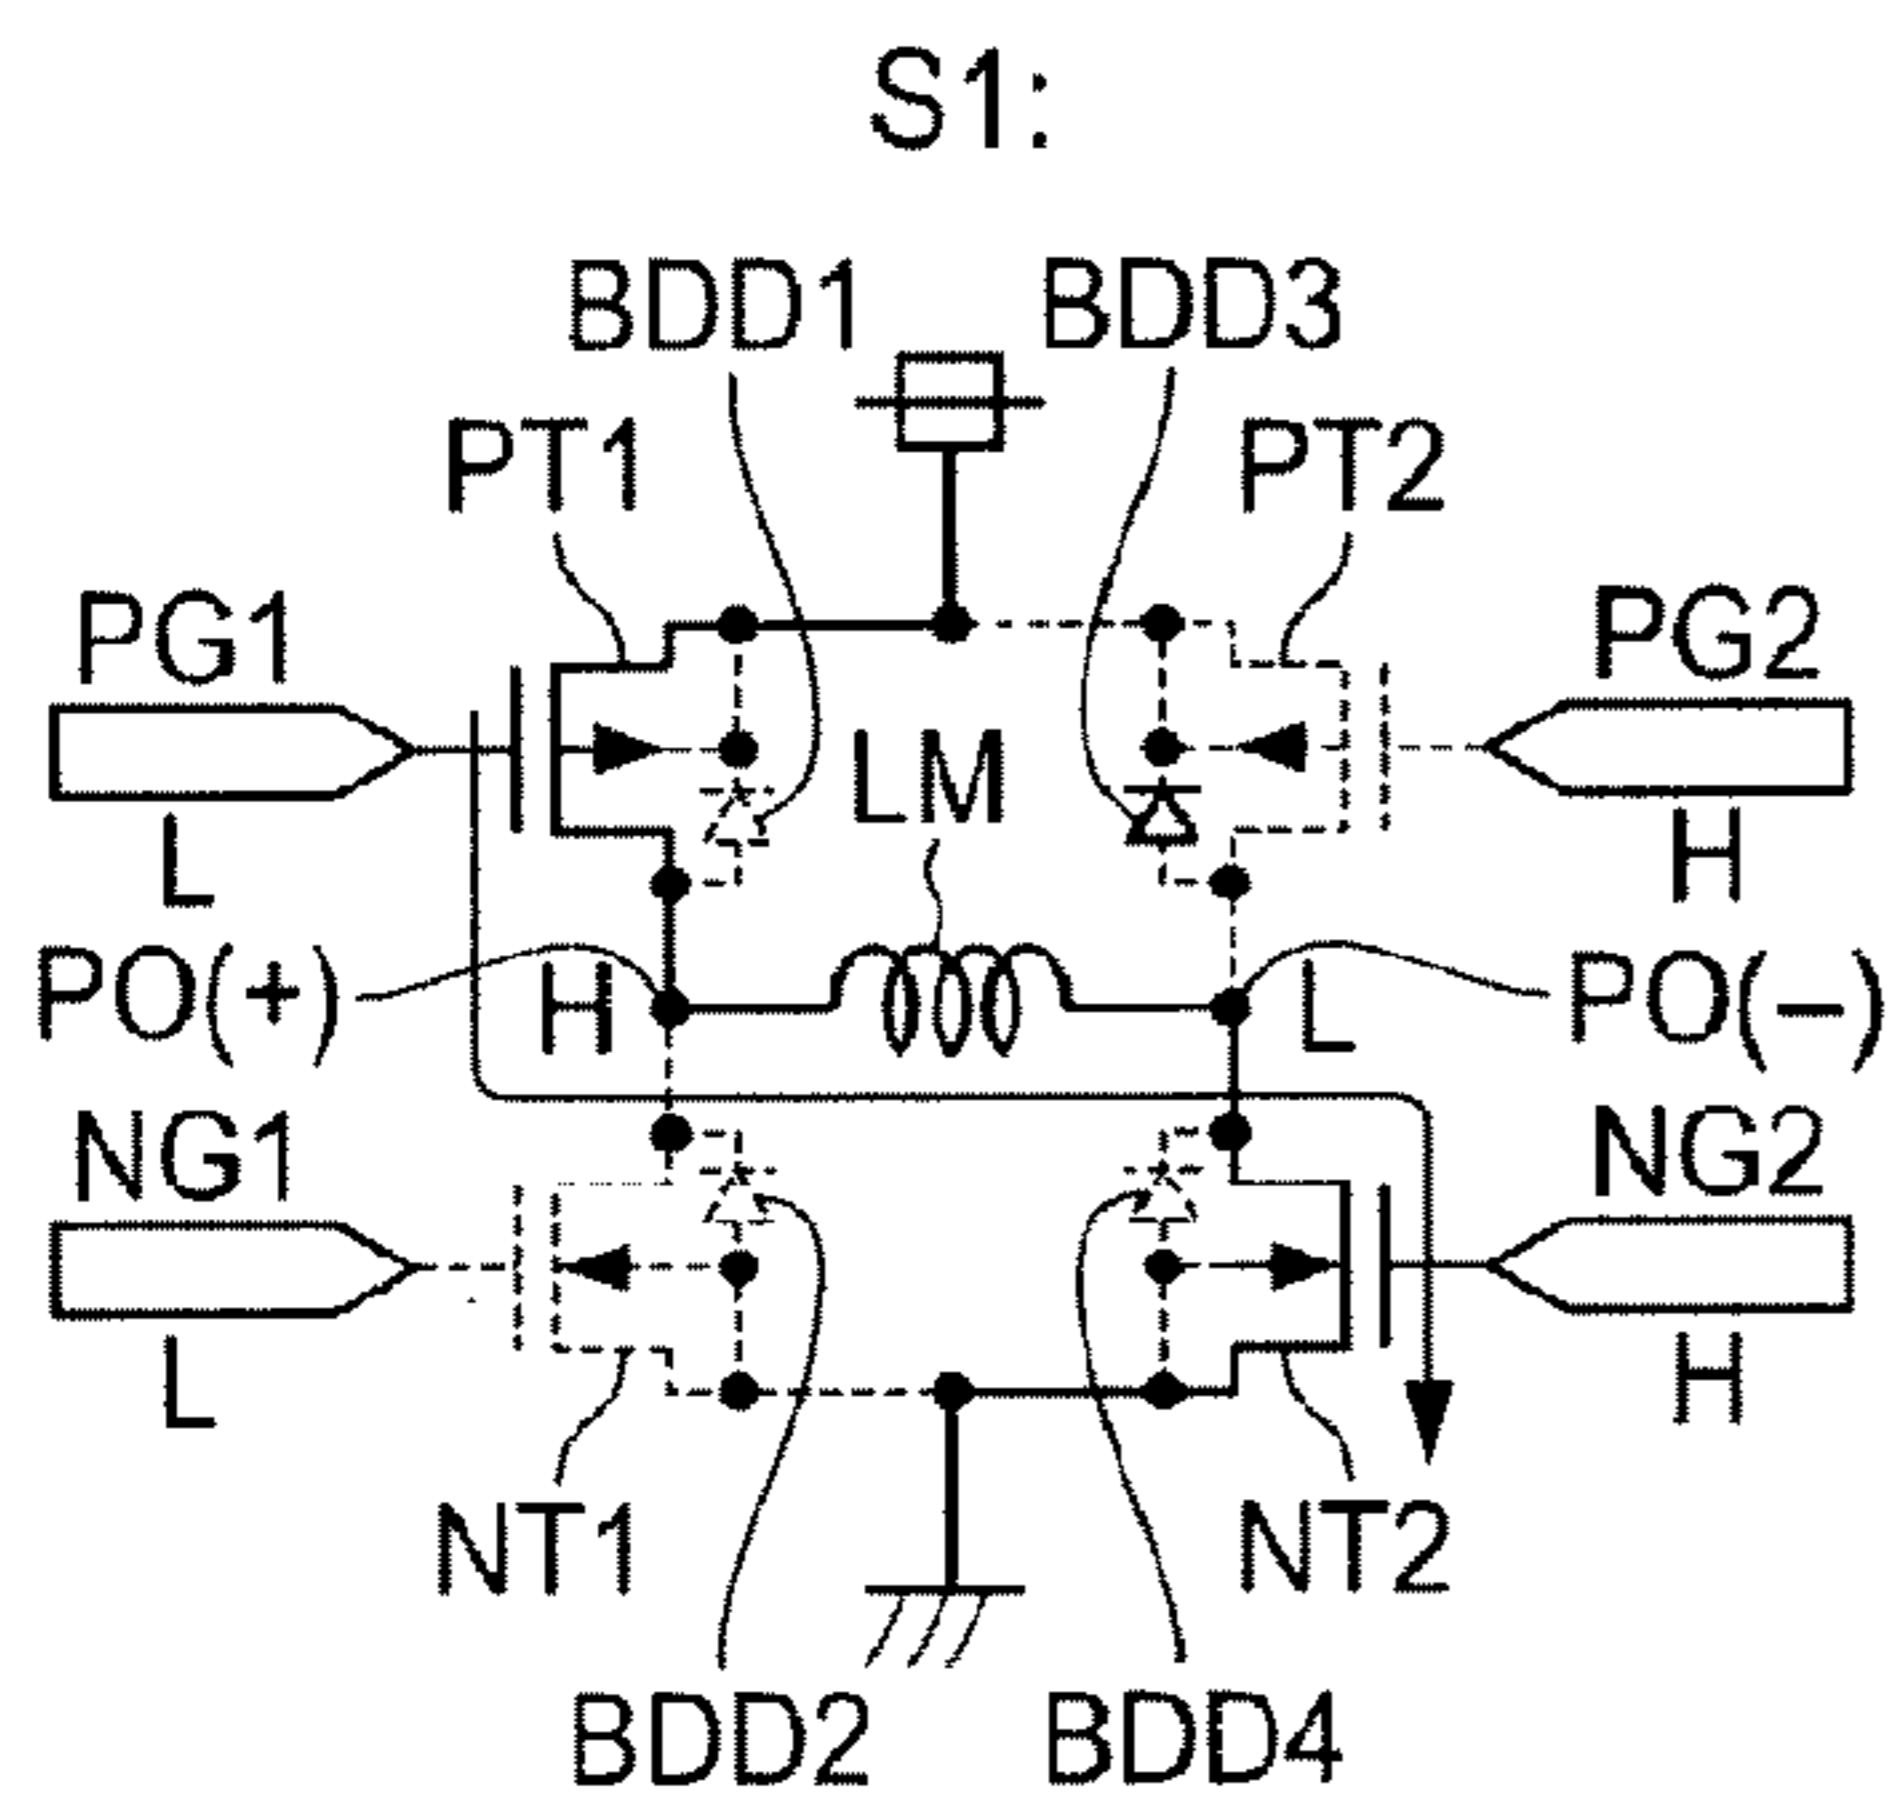 S1:
BDD1 BDD3
PT1 PT2
PG1 PG2
LM
L H
PO(+) H L PO(−)
NG1 NG2
L H
NT1 NT2
BDD2 BDD4